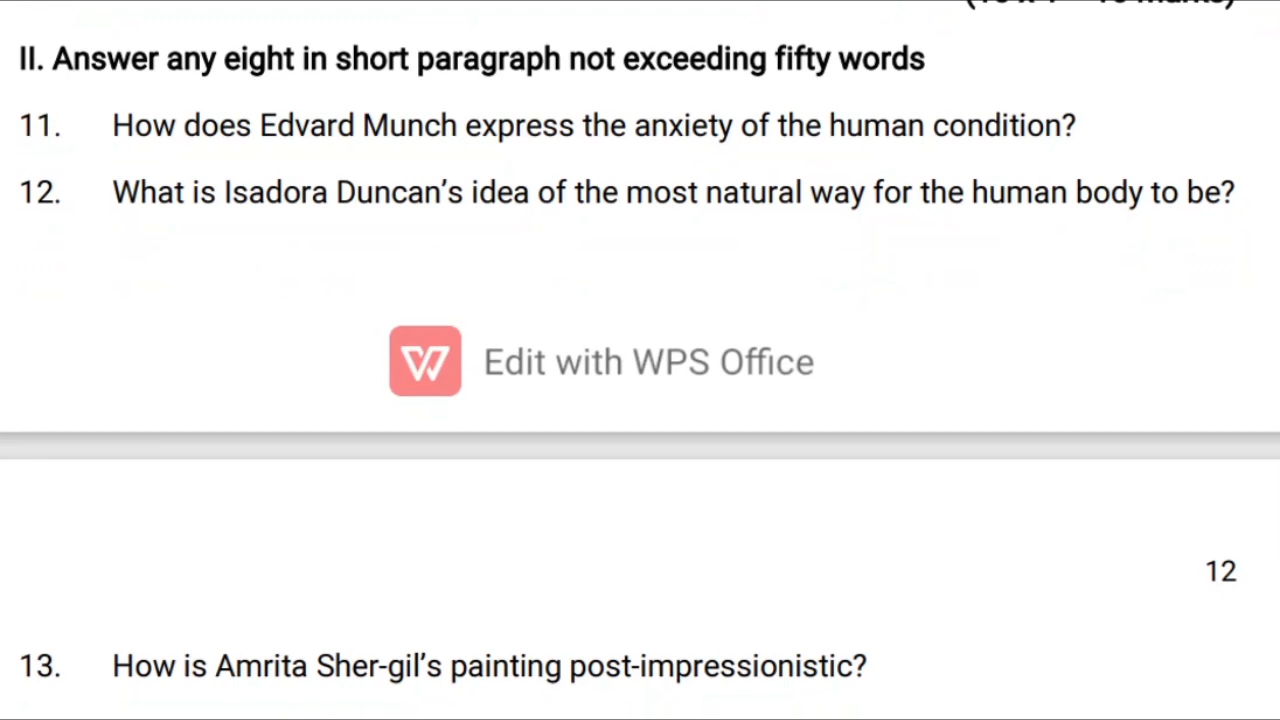 II. Answer any eight in short paragraph not exceeding fifty words
11. How does Edvard Munch express the anxiety of the human condition?
12. What is Isadora Duncan’s idea of the most natural way for the human body to be?
Edit with WPS Office
12
13. How is Amrita Sher-gil’s painting post-impressionistic?